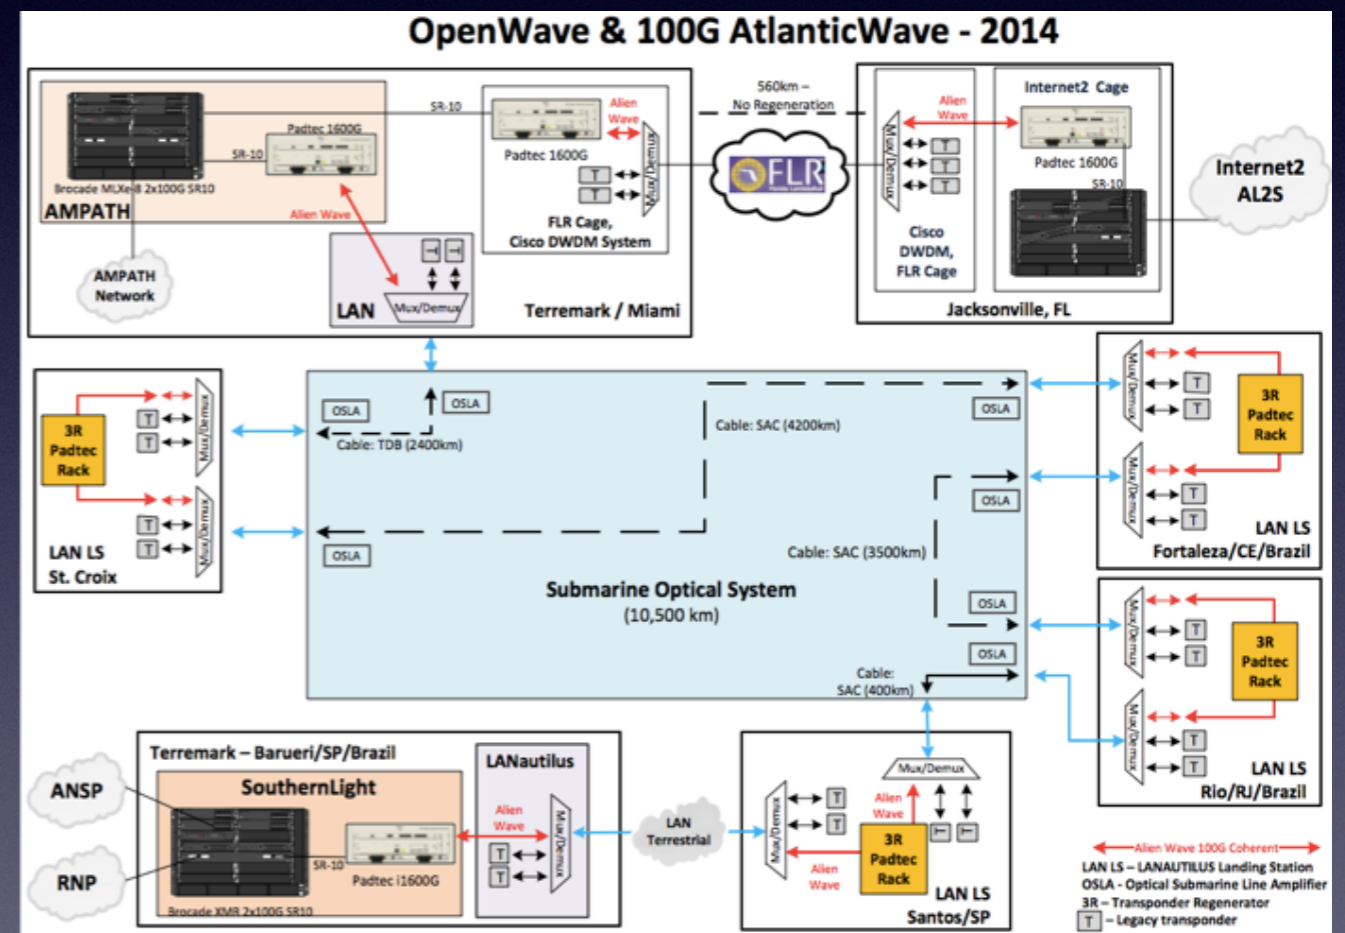 OpenWave & 100G AtlanticWave - 2014
SR-10
Padtec 1600G
SR-10
Brocade MLXe-8 2x100G SR10
AMPATH
Alien Wave
AMPATH
Network
T
T
LAN
Mux/Demux
Terremark / Miami
Alien
Wave
Padtec 1600G
Mux/Demux
T
T
FLR Cage,
Cisco DWDM System
560km –
No Regeneration
FLR
Alien
Wave
Mux/Demux
T
T
T
Cisco
DWDM,
FLR Cage
Internet2 Cage
Padtec 1600G
SR-10
Jacksonville, FL
Internet2
AL2S
3R
Padtec
Rack
T
T
Mux/Demux
T
T
Mux/Demux
LAN LS
St. Croix
OSLA
OSLA
Cable: TDB (2400km)
OSLA
Cable: SAC (4200km)
OSLA
OSLA
Cable: SAC (3500km)
OSLA
OSLA
Cable:
SAC (400km)
Submarine Optical System
(10,500 km)
Mux/Demux
T
T
3R
Padtec
Rack
Mux/Demux
T
T
LAN LS
Fortaleza/CE/Brazil
Mux/Demux
T
T
3R
Padtec
Rack
Mux/Demux
T
T
LAN LS
Rio/RJ/Brazil
Terremark – Barueri/SP/Brazil
SouthernLight
ANSP
RNP
SR-10
Padtec i1600G
Brocade XMR 2x100G SR10
LANautilus
Alien
Wave
Mux/Demux
T
T
LAN
Terrestrial
Mux/Demux
T
T
Mux/Demux
Alien
Wave
T
T
3R
Padtec
Rack
Alien
Wave
LAN LS
Santos/SP
Alien Wave 100G Coherent
LAN LS – LANAUTILUS Landing Station
OSLA - Optical Submarine Line Amplifier
3R – Transponder Regenerator
T – Legacy transponder